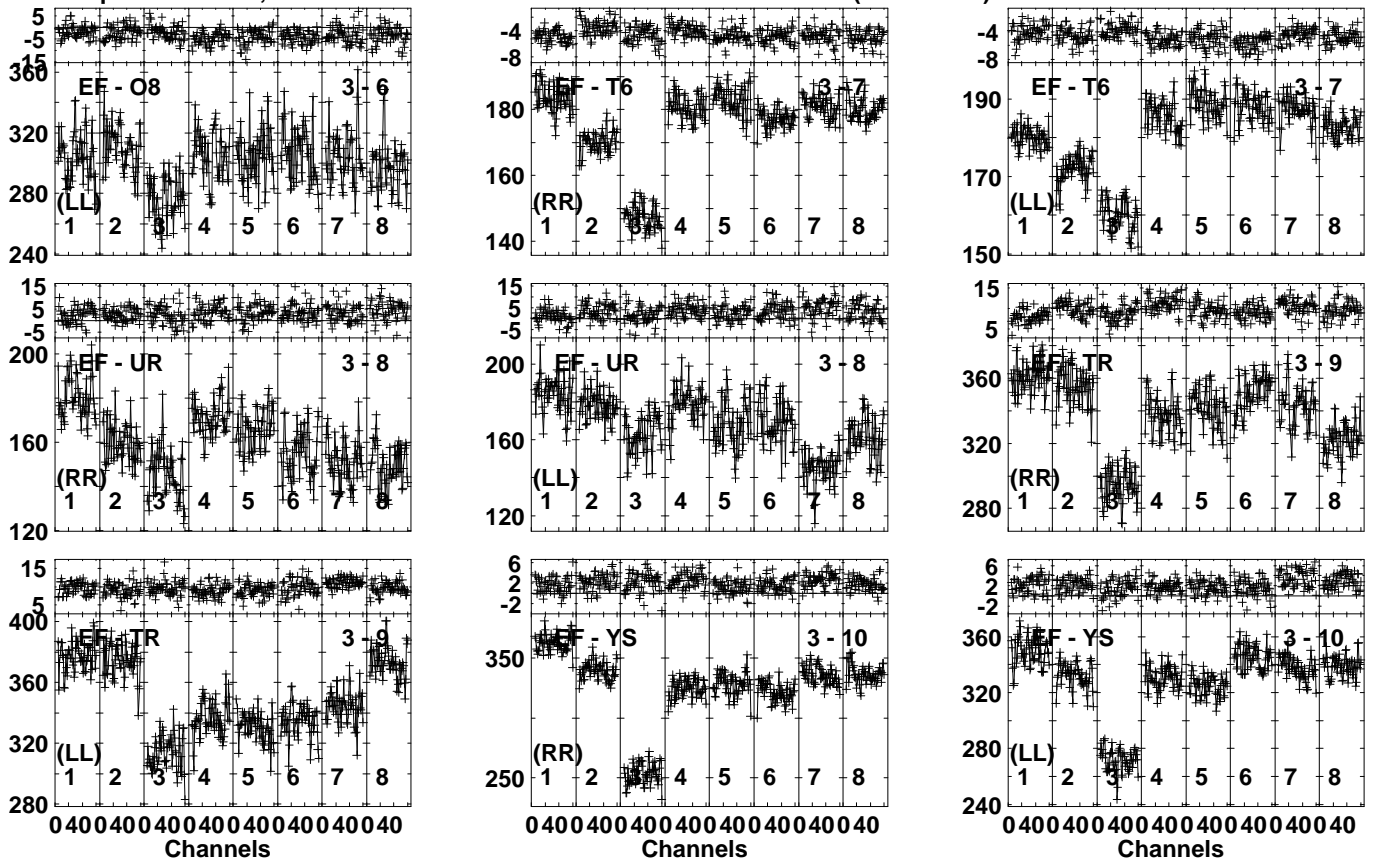 5 -5 15
360 EF - O8 3 - 6
320
280
(LL)
1 2 3 4 5 6 7 8
240
-4 -8
EF - T6 3 - 7
180
160
(RR)
1 2 3 4 5 6 7 8
140
-4 -8
190 EF - T6 3 - 7
170
(LL)
1 2 3 4 5 6 7 8
150
15 5 -5
200 EF - UR 3 - 8
160
(RR)
1 2 3 4 5 6 7 8
120
15 5 -5
200 EF - UR 3 - 8
160
(LL)
1 2 3 4 5 6 7 8
120
15 5
360 EF - TR 3 - 9
320
(RR)
1 2 3 4 5 6 7 8
280
15 5
400 EF - TR 3 - 9
360
320
(LL)
1 2 3 4 5 6 7 8
280
0 40 0 40 0 40 0 40 0 40 0 40 0 40 0 40
Channels
6 2 -2
EF - YS 3 - 10
350
(RR)
250
1 2 3 4 5 6 7 8
0 40 0 40 0 40 0 40 0 40 0 40 0 40 0 40
Channels
6 2 -2
360 EF - YS 3 - 10
320
280
(LL)
1 2 3 4 5 6 7 8
240
0 40 0 40 0 40 0 40 0 40 0 40 0 40 0 40
Channels